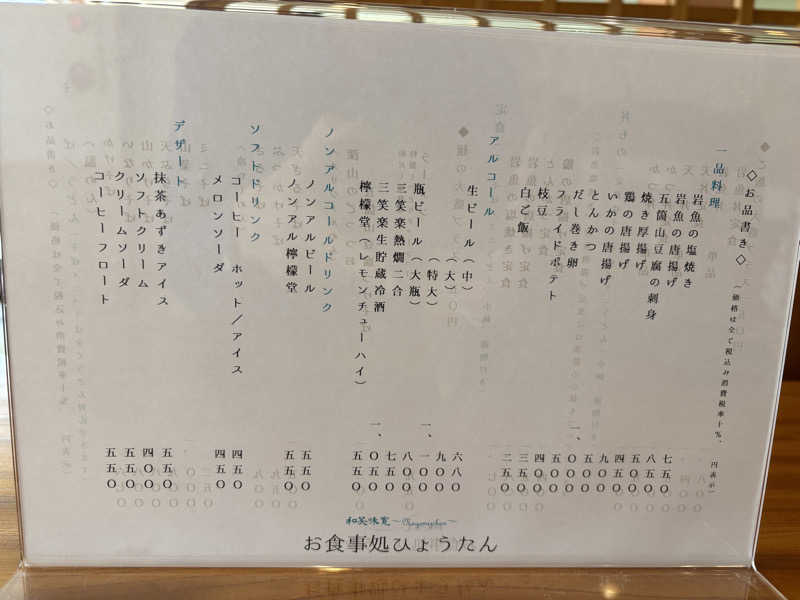 ◇お品書き◇
（価格は全て税込み消費税率十％、円表示）
一品料理
岩魚の塩焼き 七五〇
岩魚の唐揚げ 八五〇
五箇山豆腐の刺身 五五〇
焼き厚揚げ 四五〇
鶏の唐揚げ 九〇〇
いかの唐揚げ 五〇〇
とんかつ 一、〇〇〇
だし巻き卵 五〇〇
フライドポテト 四〇〇
枝豆 三五〇
白ご飯 二五〇
アルコール
生ビール（中） 六八〇
（大） 九〇〇
（特大） 一、一〇〇
瓶ビール（大瓶） 八〇〇
三笑楽熱燗二合 七五〇
三笑楽生貯蔵冷酒 一、〇五〇
檸檬堂（レモンチューハイ） 五五〇
ノンアルコールドリンク
ノンアルビール 五五〇
ノンアル檸檬堂 五五〇
ソフトドリンク
コーヒー ホット／アイス 四五〇
メロンソーダ 四五〇
デザート
抹茶あずきアイス 五五〇
ソフトクリーム 四〇〇
クリームソーダ 五五〇
コーヒーフロート 五五〇
お食事処ひょうたん